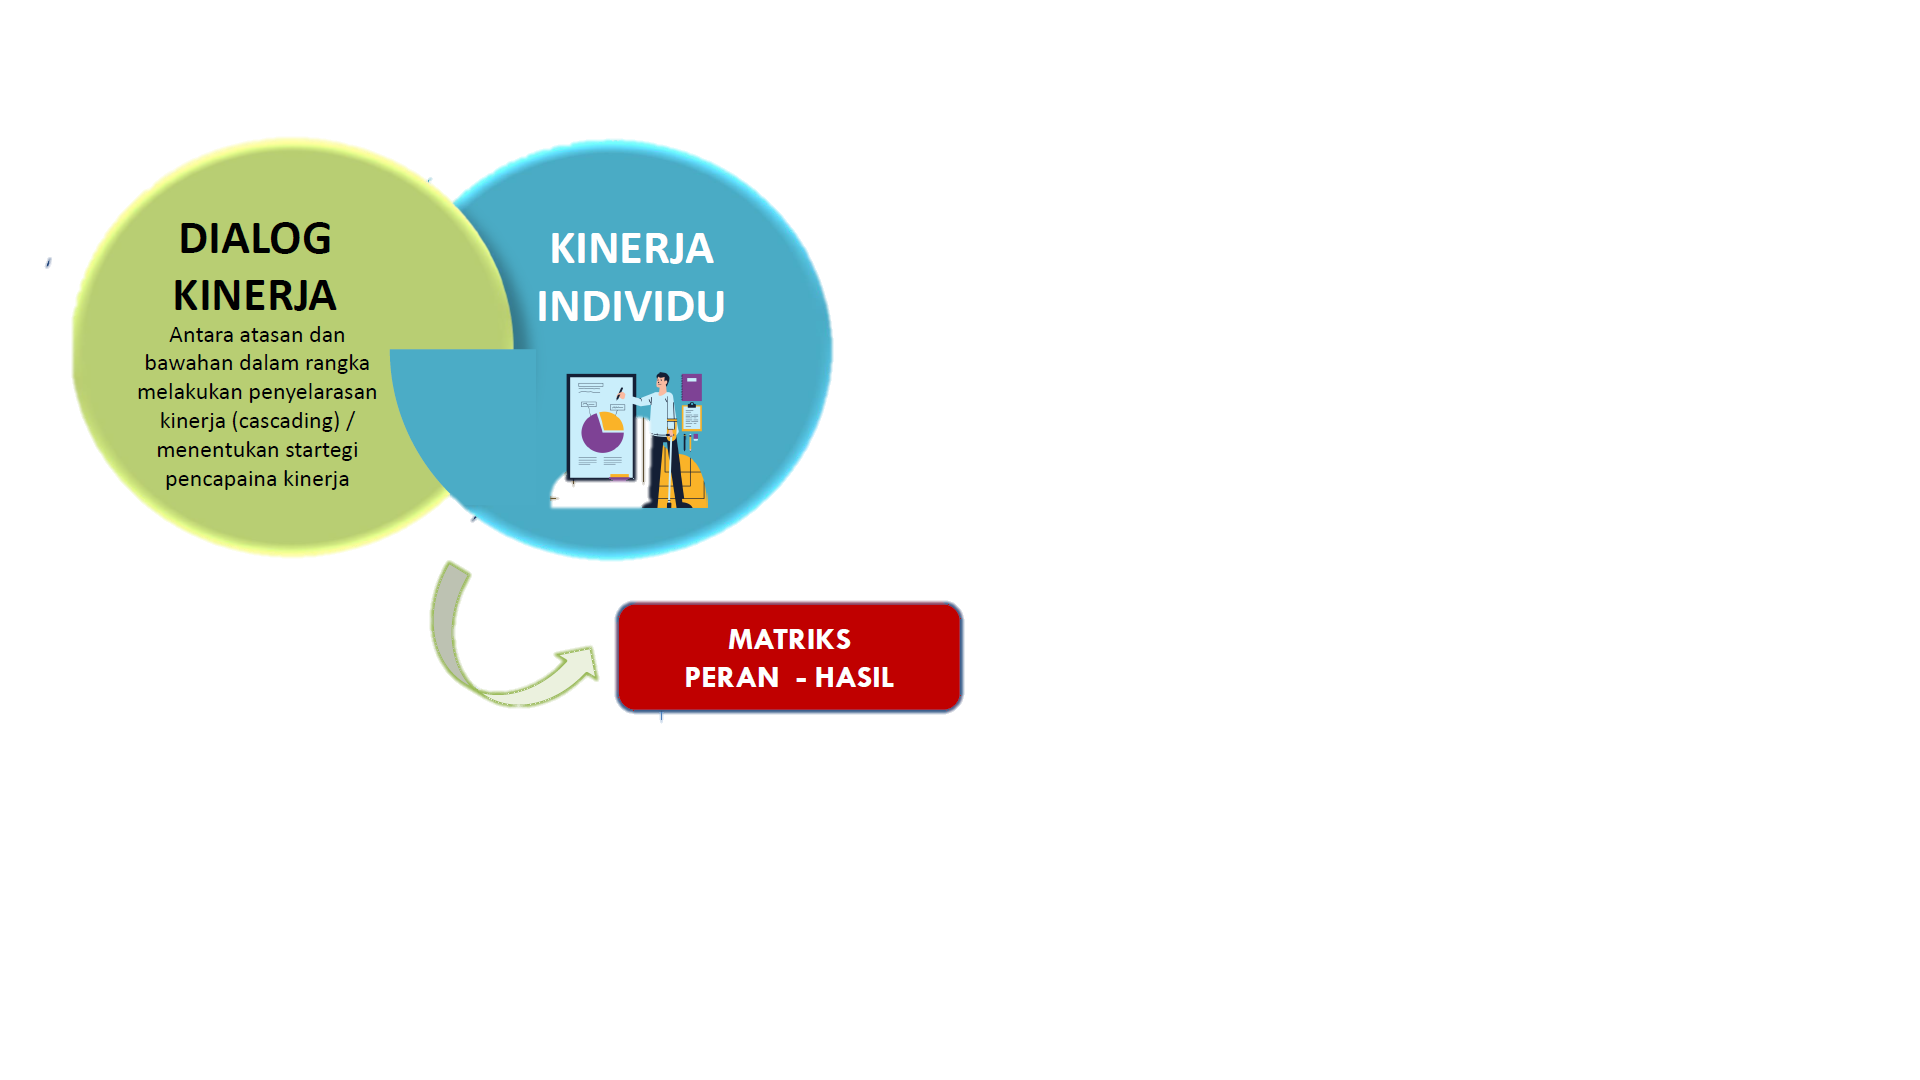 DIALOG
KINERJA
Antara atasan dan
bawahan dalam rangka
melakukan penyelarasan
kinerja (cascading) /
menentukan startegi
pencapaina kinerja
KINERJA
INDIVIDU
MATRIKS
PERAN - HASIL